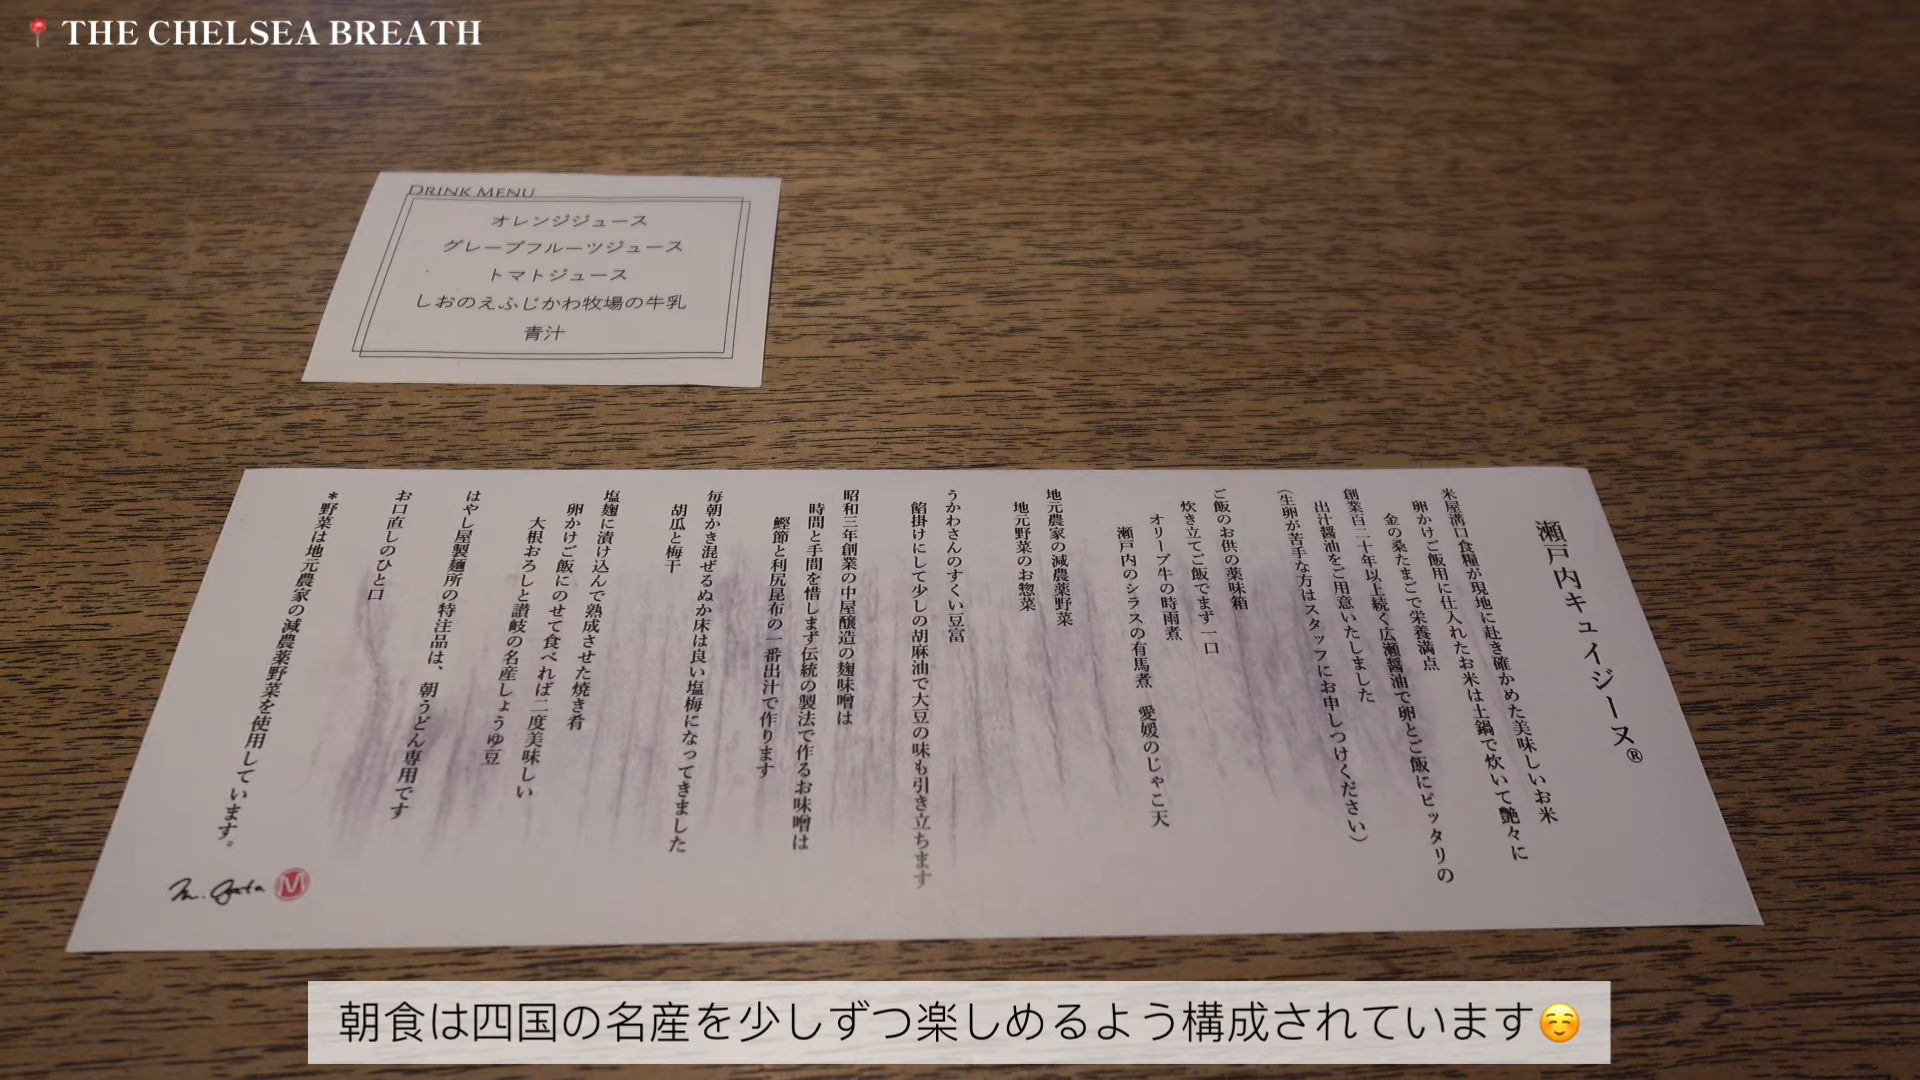 📍 THE CHELSEA BREATH
DRINK MENU
オレンジジュース
グレープフルーツジュース
トマトジュース
しおのえふじかわ牧場の牛乳
青汁
瀬戸内キュイジーヌ®
米屋溝口食糧が現地に赴き確かめた美味しいお米
卵かけご飯用に仕入れたお米は土鍋で炊いて艶々に
金の桑たまごで栄養満点
創業百二十年以上続く広瀬醤油で卵とご飯にピッタリの
出汁醤油をご用意いたしました
(生卵が苦手な方はスタッフにお申しつけください)
ご飯のお供の薬味箱
炊き立てご飯でまず一口
オリーブ牛の時雨煮
瀬戸内のシラスの有馬煮 愛媛のじゃこ天
地元農家の減農薬野菜
地元野菜のお惣菜
うかわさんのすくい豆富
餡掛けにして少しの胡麻油で大豆の味も引き立ちます
昭和三年創業の中屋醸造の麹味噌は
時間と手間を惜しまず伝統の製法で作るお味噌は
鰹節と利尻昆布の一番出汁で作ります
毎朝かき混ぜるぬか床は良い塩梅になってきました
胡瓜と梅干
塩麹に漬け込んで熟成させた焼き肴
卵かけご飯にのせて食べれば二度美味しい
大根おろしと讃岐の名産しょうゆ豆
はやし屋製麺所の特注品は、朝うどん専用です
お口直しのひと口
*野菜は地元農家の減農薬野菜を使用しています。
M
朝食は四国の名産を少しずつ楽しめるよう構成されています☺️